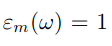 εₘ(ω) = 1